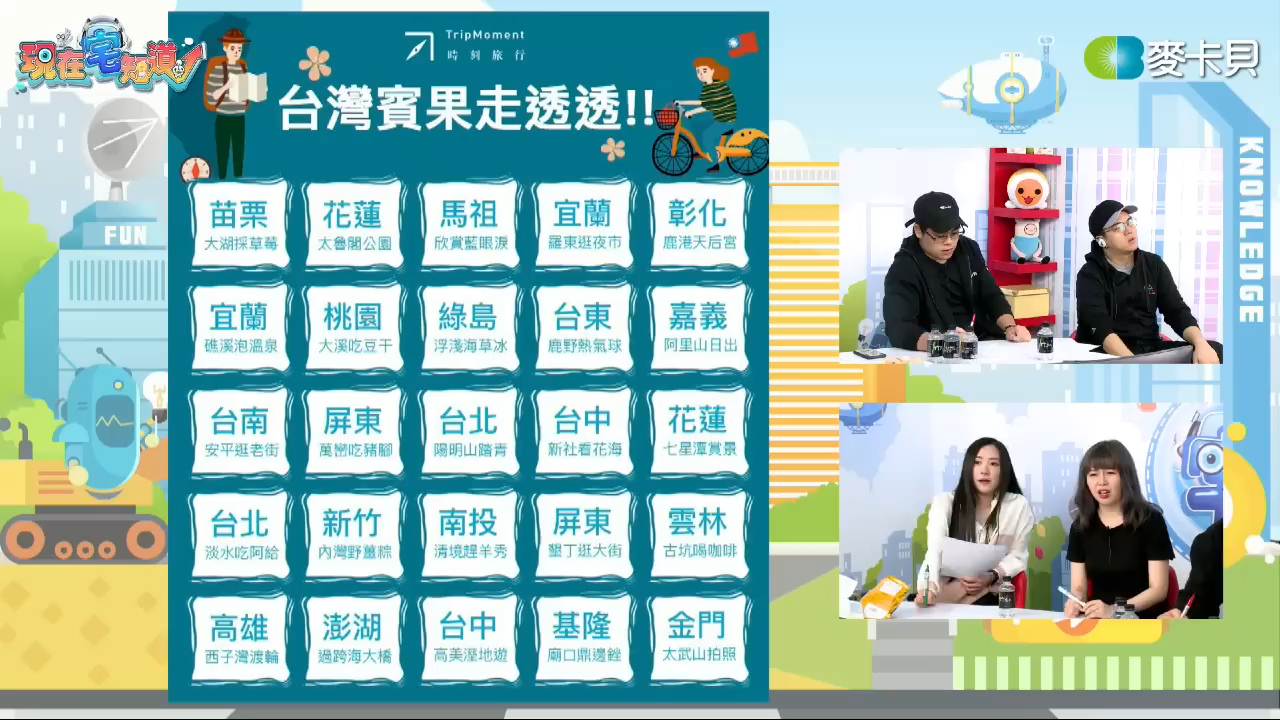 現在宅知道
TripMoment
時刻旅行
麥卡貝
台灣賓果走透透!!
KNOWLEDGE
FUN
苗栗
大湖採草莓
花蓮
太魯閣公園
馬祖
欣賞藍眼淚
宜蘭
羅東逛夜市
彰化
鹿港天后宮
宜蘭
礁溪泡溫泉
桃園
大溪吃豆干
綠島
浮淺海草冰
台東
鹿野熱氣球
嘉義
阿里山日出
台南
安平逛老街
屏東
萬巒吃豬腳
台北
陽明山踏青
台中
新社看花海
花蓮
七星潭賞景
台北
淡水吃阿給
新竹
內灣野薑粽
南投
清境趕羊秀
屏東
墾丁逛大街
雲林
古坑喝咖啡
高雄
西子灣渡輪
澎湖
過跨海大橋
台中
高美溼地遊
基隆
廟口鼎邊銼
金門
太武山拍照